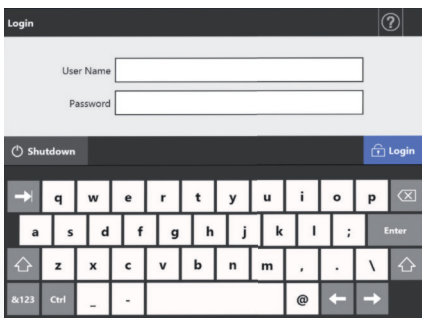 Login ?
User Name
Password
Shutdown Login
q w e r t y u i o p
a s d f g h j k l ; Enter
z x c v b n m , . \
&123 Ctrl _ - @